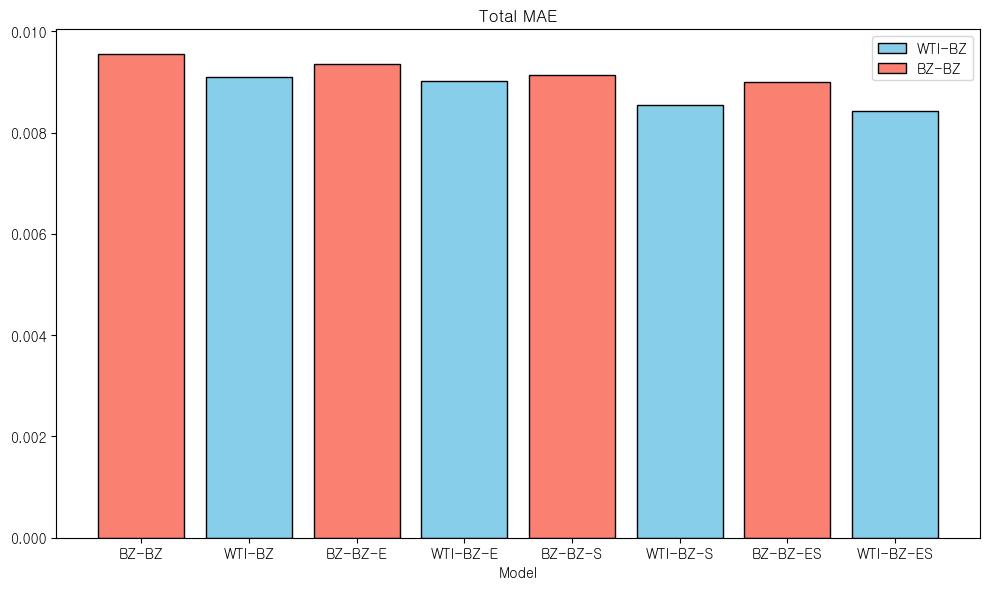 Total MAE
0.010
0.008
0.006
0.004
0.002
0.000
WTI-BZ
BZ-BZ
BZ-BZ
WTI-BZ
BZ-BZ-E
WTI-BZ-E
BZ-BZ-S
WTI-BZ-S
BZ-BZ-ES
WTI-BZ-ES
Model